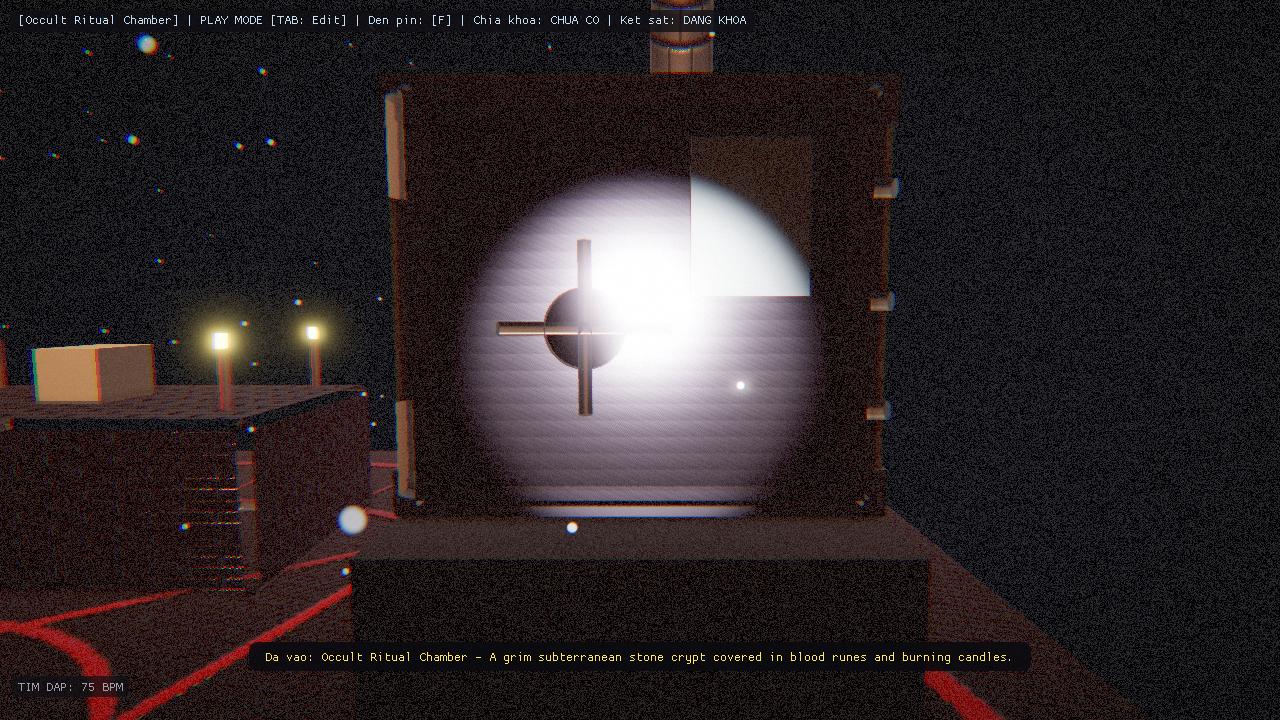 [Occult Ritual Chamber] | PLAY MODE [TAB: Edit] | Den pin: [F] | Chia khoa: CHUA CO | Ket sat: DANG KHOA
Da vao: Occult Ritual Chamber - A grim subterranean stone crypt covered in blood runes and burning candles.
TIM DAP: 75 BPM